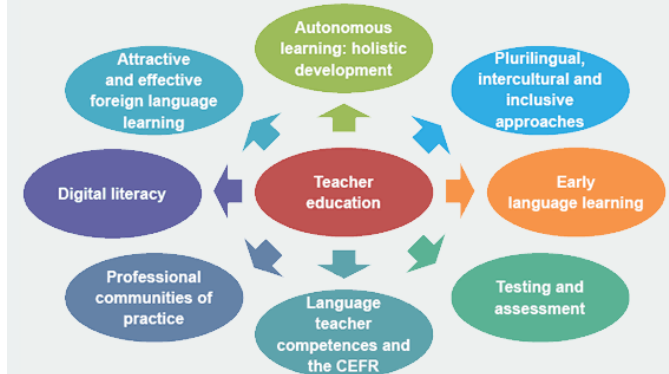 Autonomous
learning: holistic
development
Attractive
and effective
foreign language
learning
Plurilingual,
intercultural and
inclusive
approaches
Digital literacy
Teacher
education
Early
language learning
Professional
communities of
practice
Language
teacher
competences and
the CEFR
Testing and
assessment